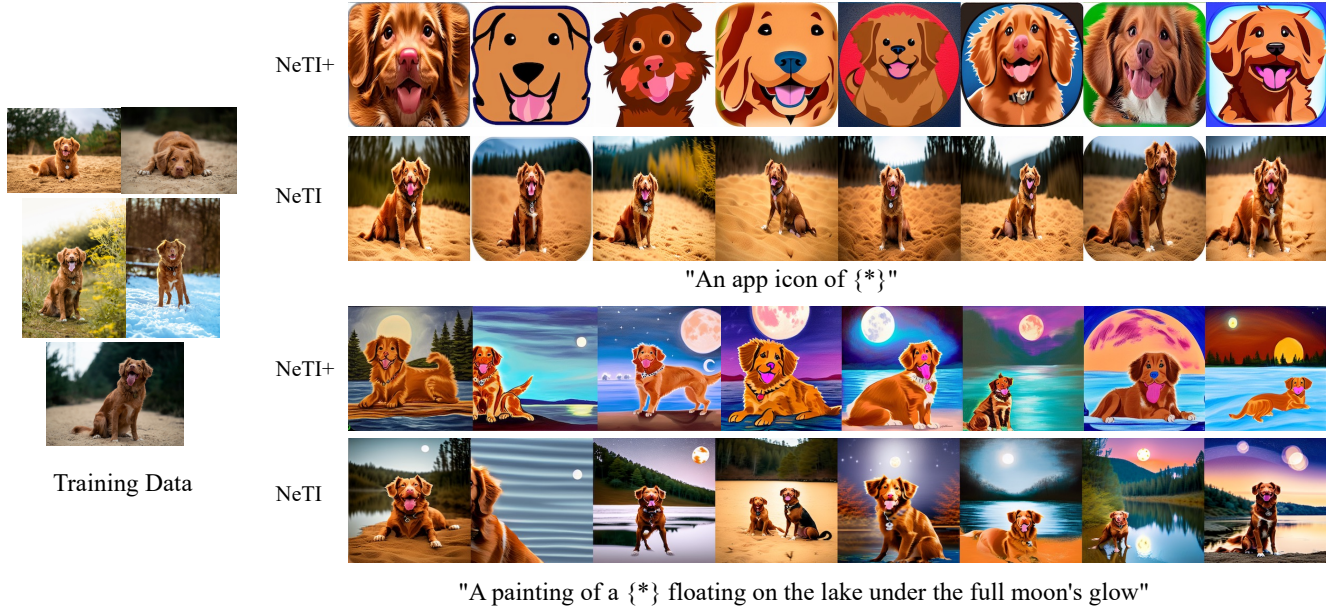 NeTI+
NeTI
"An app icon of {*}"
NeTI+
NeTI
Training Data
"A painting of a {*} floating on the lake under the full moon's glow"